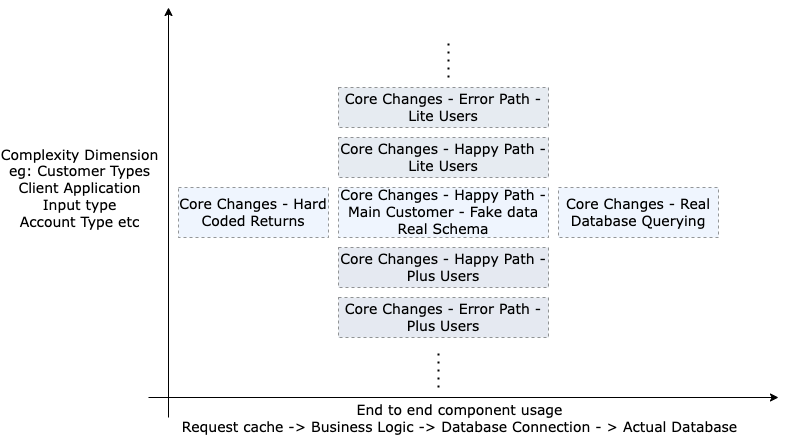 Core Changes - Error Path -
Lite Users
Core Changes - Happy Path -
Lite Users
Complexity Dimension
eg: Customer Types
Client Application
Input type
Account Type etc
Core Changes - Hard
Coded Returns
Core Changes - Happy Path -
Main Customer - Fake data
Real Schema
Core Changes - Real
Database Querying
Core Changes - Happy Path -
Plus Users
Core Changes - Error Path -
Plus Users
End to end component usage
Request cache -> Business Logic -> Database Connection - > Actual Database